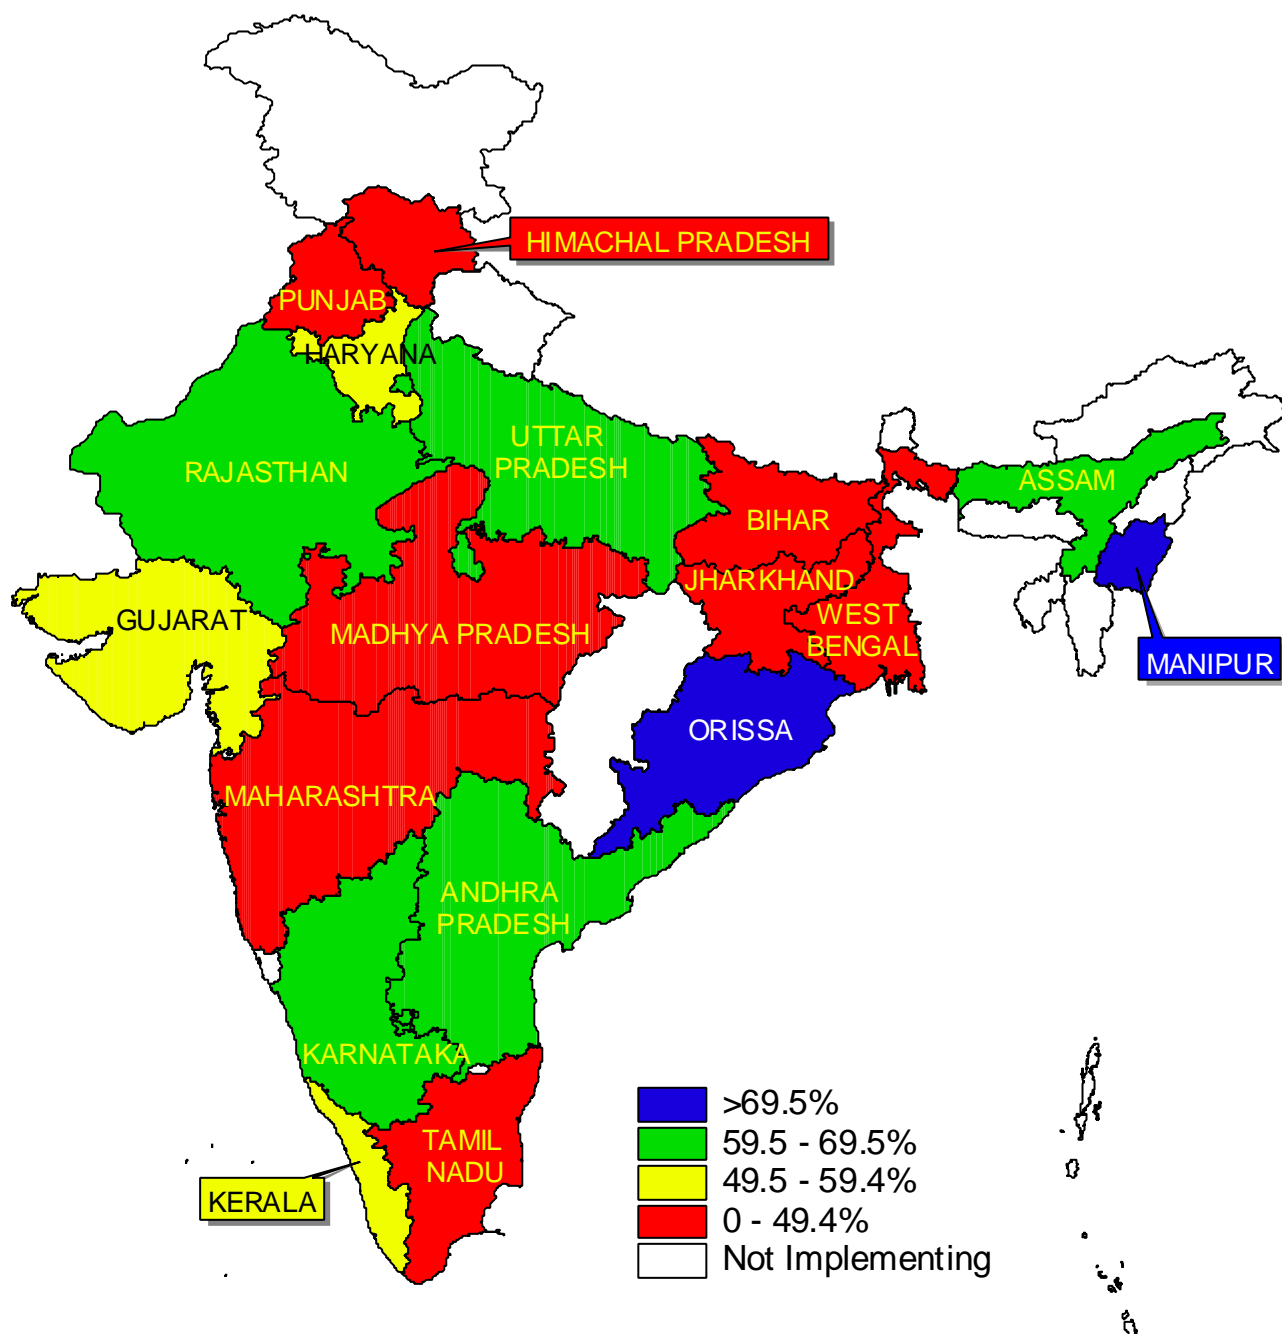 HIMACHAL PRADESH
PUNJAB
HARYANA
UTTAR
PRADESH
RAJASTHAN
ASSAM
BIHAR
JHARKHAND
GUJARAT
MADHYA PRADESH
WEST
BENGAL
MANIPUR
ORISSA
MAHARASHTRA
ANDHRA
PRADESH
KARNATAKA
TAMIL
NADU
KERALA
>69.5%
59.5 - 69.5%
49.5 - 59.4%
0 - 49.4%
Not Implementing